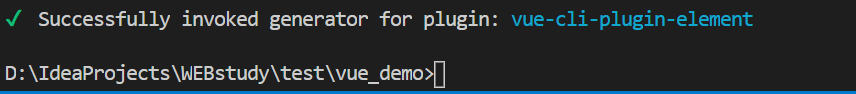 ✓ Successfully invoked generator for plugin: vue-cli-plugin-element
D:\IdeaProjects\WEBstudy\test\vue_demo>